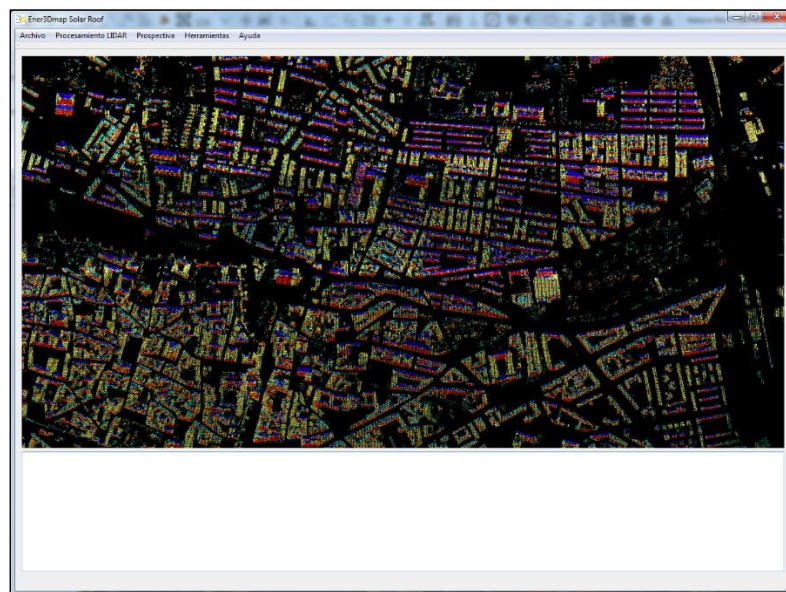 Ener3Dmap Solar Roof
Archivo Procesamiento LIDAR Prospectiva Herramientas Ayuda